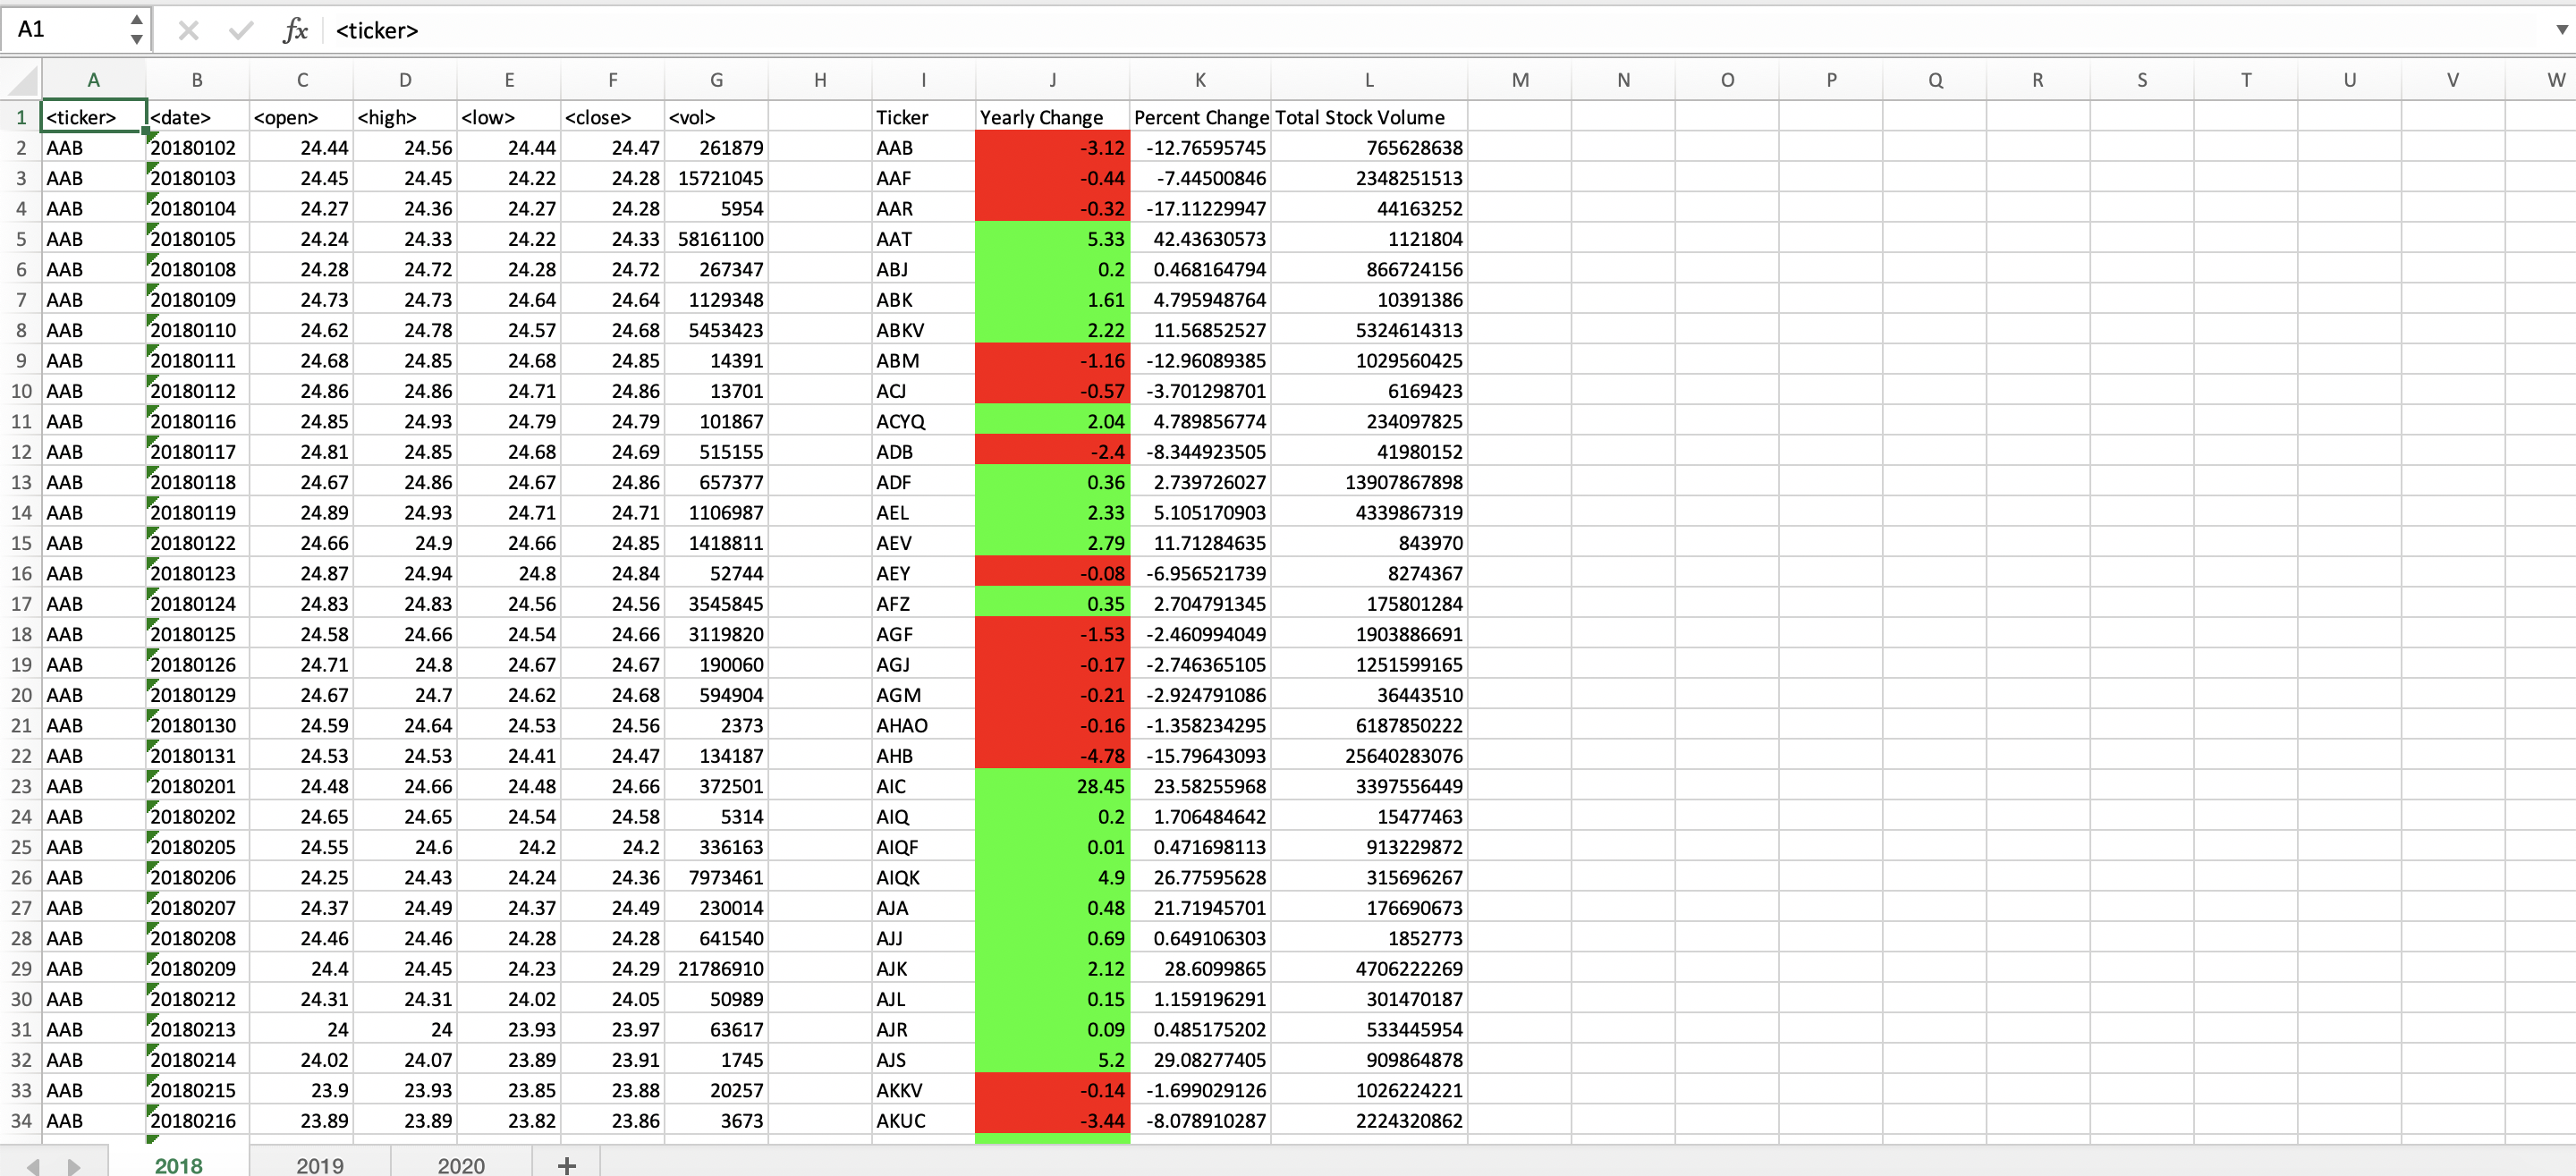 A1 fx <ticker>
A B C D E F G H I J K L M N O P Q R S T U V W
1 <ticker> <date> <open> <high> <low> <close> <vol> Ticker Yearly Change Percent Change Total Stock Volume
2 AAB 20180102 24.44 24.56 24.44 24.47 261879 AAB -3.12 -12.76595745 765628638
3 AAB 20180103 24.45 24.45 24.22 24.28 15721045 AAF -0.44 -7.44500846 2348251513
4 AAB 20180104 24.27 24.36 24.27 24.28 5954 AAR -0.32 -17.11229947 44163252
5 AAB 20180105 24.24 24.33 24.22 24.33 58161100 AAT 5.33 42.43630573 1121804
6 AAB 20180108 24.28 24.72 24.28 24.72 267347 ABJ 0.2 0.468164794 866724156
7 AAB 20180109 24.73 24.73 24.64 24.64 1129348 ABK 1.61 4.795948764 10391386
8 AAB 20180110 24.62 24.78 24.57 24.68 5453423 ABKV 2.22 11.56852527 5324614313
9 AAB 20180111 24.68 24.85 24.68 24.85 14391 ABM -1.16 -12.96089385 1029560425
10 AAB 20180112 24.86 24.86 24.71 24.86 13701 ACJ -0.57 -3.701298701 6169423
11 AAB 20180116 24.85 24.93 24.79 24.79 101867 ACYQ 2.04 4.789856774 234097825
12 AAB 20180117 24.81 24.85 24.68 24.69 515155 ADB -2.4 -8.344923505 41980152
13 AAB 20180118 24.67 24.86 24.67 24.86 657377 ADF 0.36 2.739726027 13907867898
14 AAB 20180119 24.89 24.93 24.71 24.71 1106987 AEL 2.33 5.105170903 4339867319
15 AAB 20180122 24.66 24.9 24.66 24.85 1418811 AEV 2.79 11.71284635 843970
16 AAB 20180123 24.87 24.94 24.8 24.84 52744 AEY -0.08 -6.956521739 8274367
17 AAB 20180124 24.83 24.83 24.56 24.56 3545845 AFZ 0.35 2.704791345 175801284
18 AAB 20180125 24.58 24.66 24.54 24.66 3119820 AGF -1.53 -2.460994049 1903886691
19 AAB 20180126 24.71 24.8 24.67 24.67 190060 AGJ -0.17 -2.746365105 1251599165
20 AAB 20180129 24.67 24.7 24.62 24.68 594904 AGM -0.21 -2.924791086 36443510
21 AAB 20180130 24.59 24.64 24.53 24.56 2373 AHAO -0.16 -1.358234295 6187850222
22 AAB 20180131 24.53 24.53 24.41 24.47 134187 AHB -4.78 -15.79643093 25640283076
23 AAB 20180201 24.48 24.66 24.48 24.66 372501 AIC 28.45 23.58255968 3397556449
24 AAB 20180202 24.65 24.65 24.54 24.58 5314 AIQ 0.2 1.706484642 15477463
25 AAB 20180205 24.55 24.6 24.2 24.2 336163 AIQF 0.01 0.471698113 913229872
26 AAB 20180206 24.25 24.43 24.24 24.36 7973461 AIQK 4.9 26.77595628 315696267
27 AAB 20180207 24.37 24.49 24.37 24.49 230014 AJA 0.48 21.71945701 176690673
28 AAB 20180208 24.46 24.46 24.28 24.28 641540 AJJ 0.69 0.649106303 1852773
29 AAB 20180209 24.4 24.45 24.23 24.29 21786910 AJK 2.12 28.6099865 4706222269
30 AAB 20180212 24.31 24.31 24.02 24.05 50989 AJL 0.15 1.159196291 301470187
31 AAB 20180213 24 24 23.93 23.97 63617 AJR 0.09 0.485175202 533445954
32 AAB 20180214 24.02 24.07 23.89 23.91 1745 AJS 5.2 29.08277405 909864878
33 AAB 20180215 23.9 23.93 23.85 23.88 20257 AKKV -0.14 -1.699029126 1026224221
34 AAB 20180216 23.89 23.89 23.82 23.86 3673 AKUC -3.44 -8.078910287 2224320862
2018 2019 2020 +